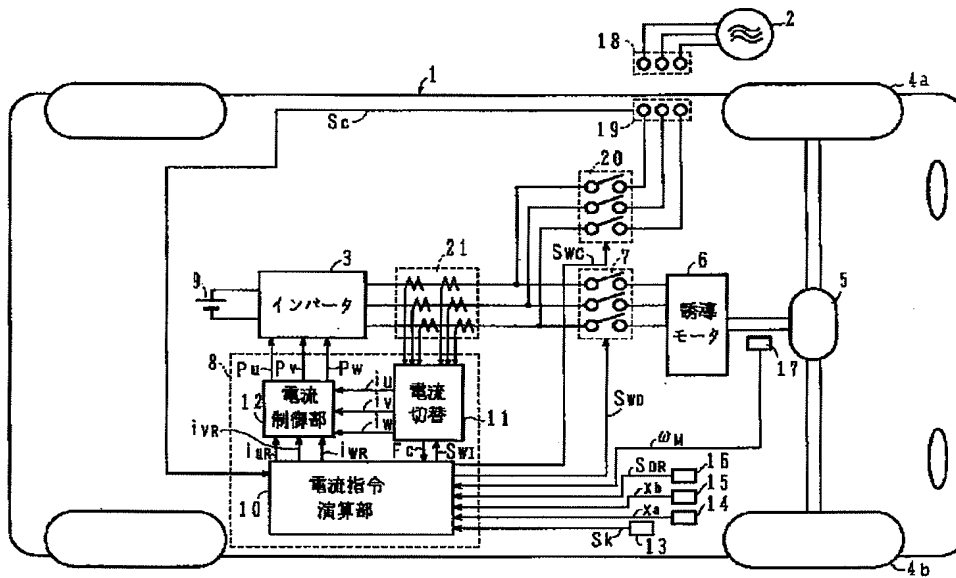 2
18
1
4a
Sc
19
20
Swc
7
21
3
6
9
5
インバータ
誘導
モータ
17
Pu
Pv
Pw
8
12
電流
制御部
iu
iv
iw
電流
切替
11
SWD
iVR
iuR
iWR
Fc
SWI
ωM
SDR
16
xb
15
xa
14
Sk
13
10
電流指令
演算部
4b